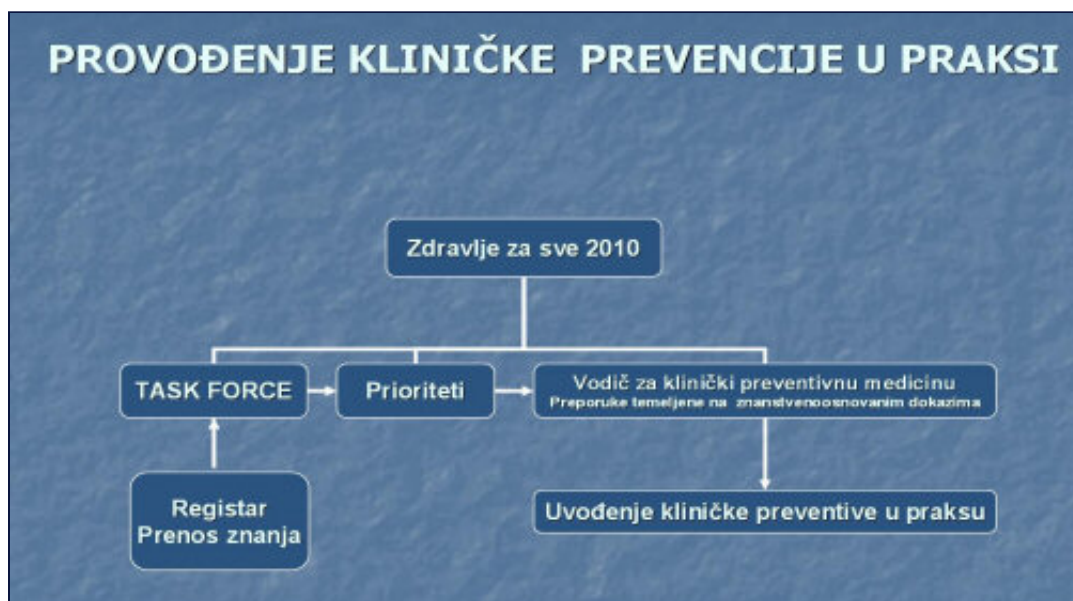 PROVOĐENJE KLINIČKE PREVENCIJE U PRAKSI
Zdravlje za sve 2010
TASK FORCE
Prioriteti
Vodič za klinički preventivnu medicinu
Preporuke temeljene na znanstvenoosnovanim dokazima
Registar
Prenos znanja
Uvođenje kliničke preventive u praksu